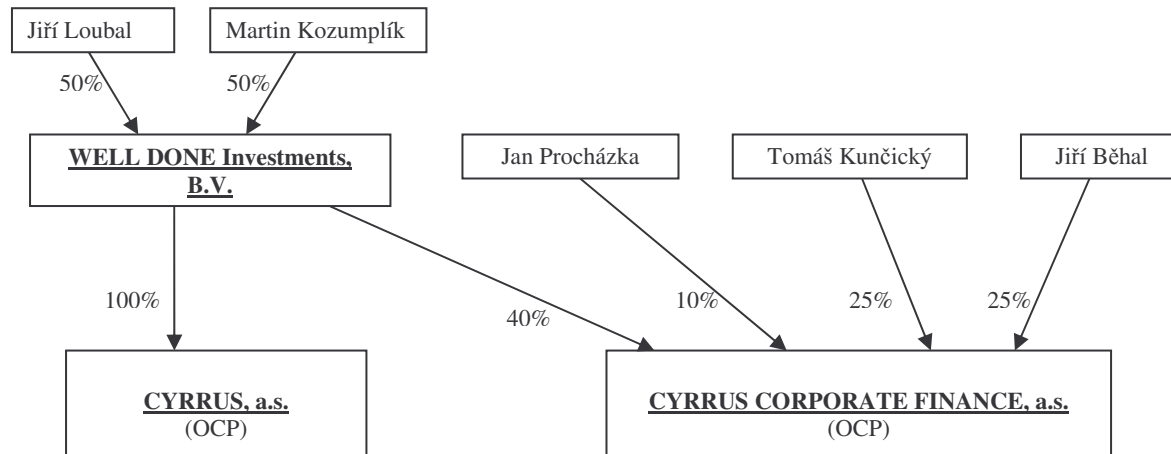 Jiří Loubal
Martin Kozumplík
50%
50%
WELL DONE Investments,
B.V.
Jan Procházka
Tomáš Kunčický
Jiří Běhal
100%
40%
10%
25%
25%
CYRRUS, a.s.
(OCP)
CYRRUS CORPORATE FINANCE, a.s.
(OCP)